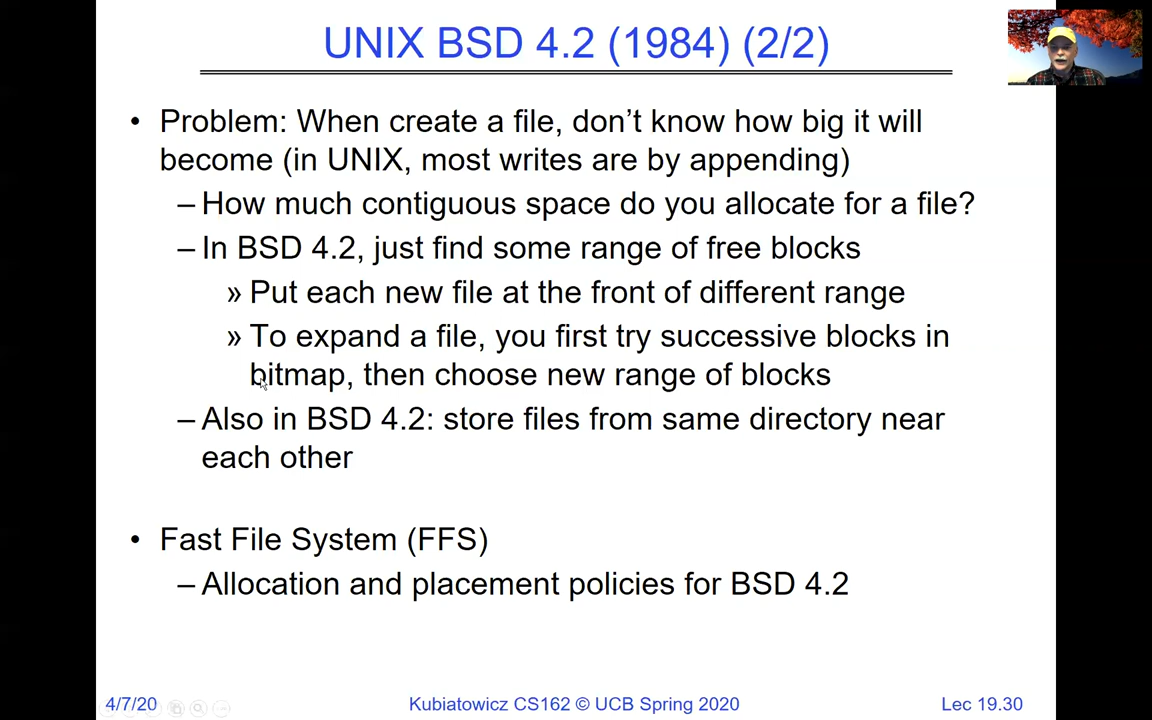 UNIX BSD 4.2 (1984) (2/2)
• Problem: When create a file, don’t know how big it will
become (in UNIX, most writes are by appending)
– How much contiguous space do you allocate for a file?
– In BSD 4.2, just find some range of free blocks
» Put each new file at the front of different range
» To expand a file, you first try successive blocks in
bitmap, then choose new range of blocks
– Also in BSD 4.2: store files from same directory near
each other
• Fast File System (FFS)
– Allocation and placement policies for BSD 4.2
4/7/20 Kubiatowicz CS162 © UCB Spring 2020 Lec 19.30